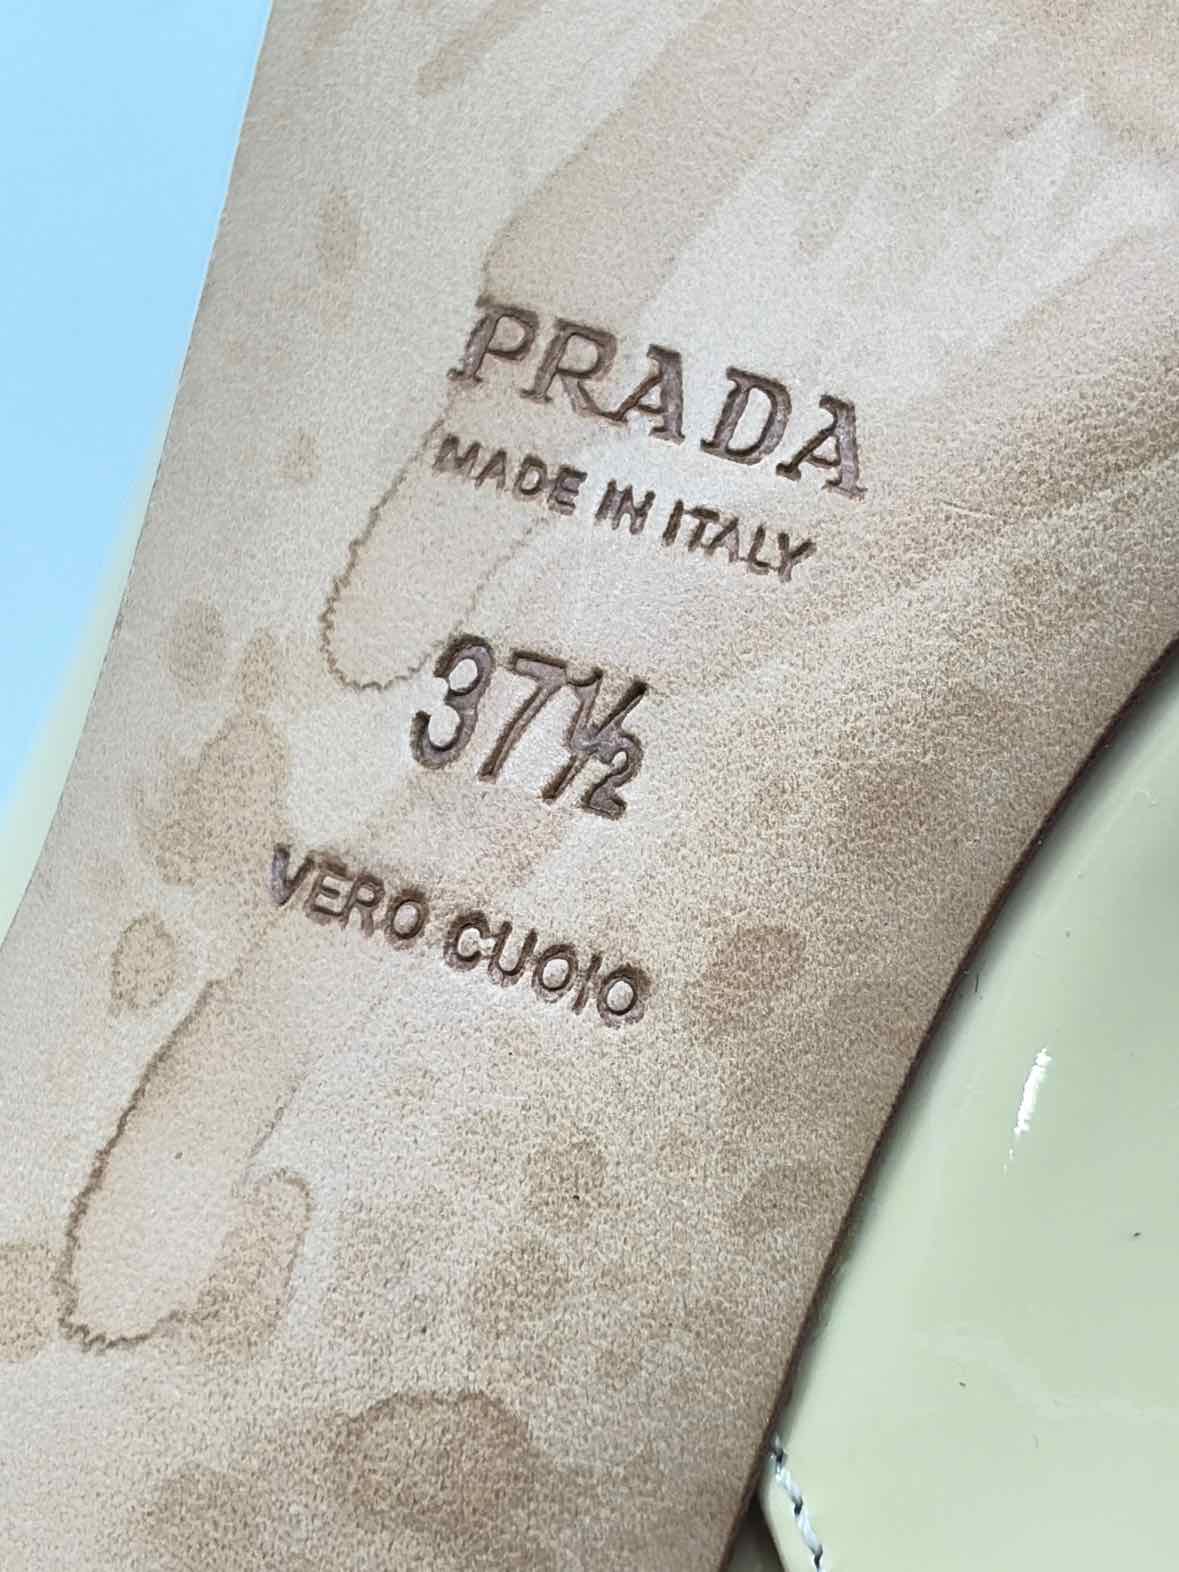 PRADA
MADE IN ITALY
37½
VERO CUOIO